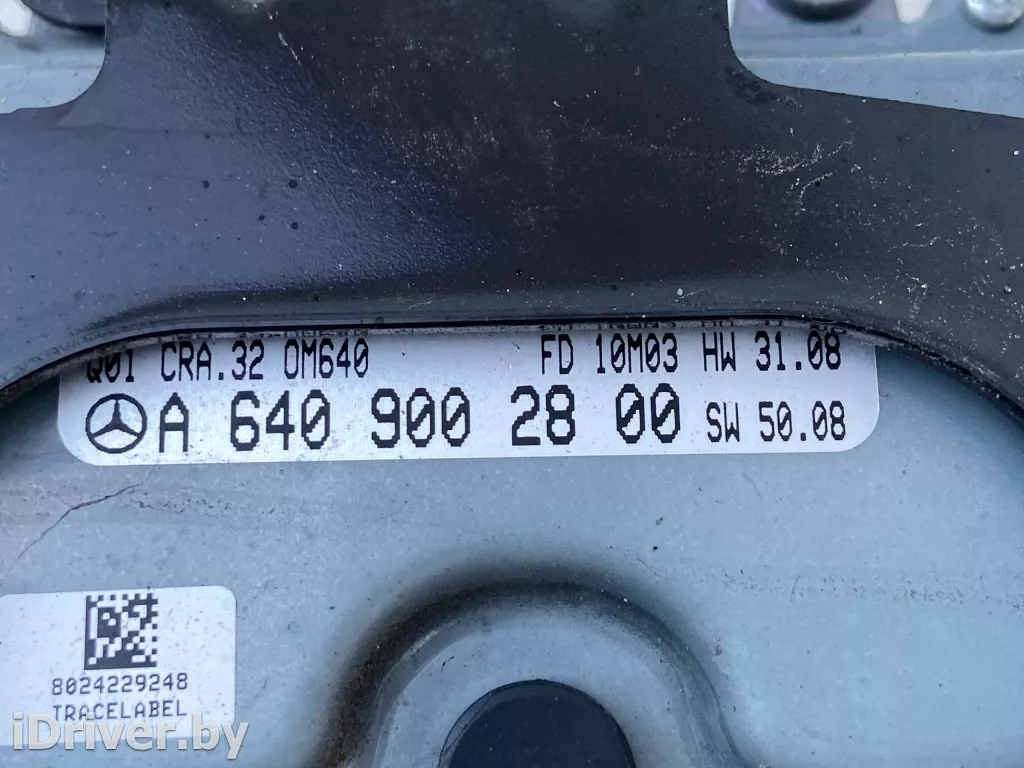 Q01 CRA.32 OM640 FD 10M03 HW 31.08
A 640 900 28 00 SW 50.08
8024229248
TRACELABEL
iDriver.by